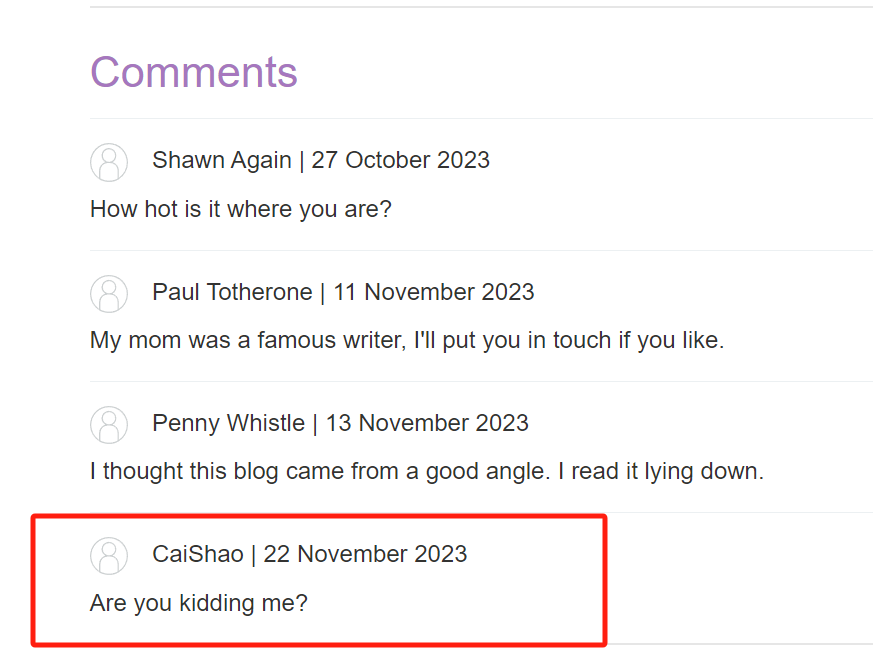 Comments
Shawn Again | 27 October 2023
How hot is it where you are?
Paul Totherone | 11 November 2023
My mom was a famous writer, I'll put you in touch if you like.
Penny Whistle | 13 November 2023
I thought this blog came from a good angle. I read it lying down.
CaiShao | 22 November 2023
Are you kidding me?